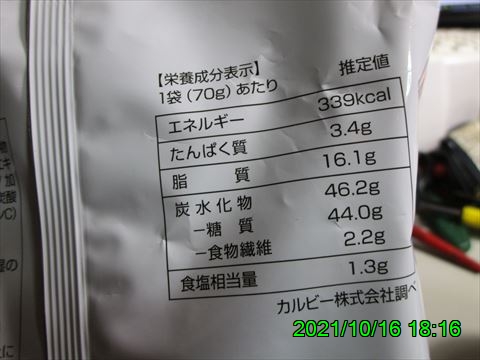 【栄養成分表示】 推定値
1袋(70g)あたり
エネルギー 339kcal
たんぱく質 3.4g
脂 質 16.1g
炭水化物 46.2g
−糖 質 44.0g
−食物繊維 2.2g
食塩相当量 1.3g
カルビー株式会社調べ
2021/10/16 18:16